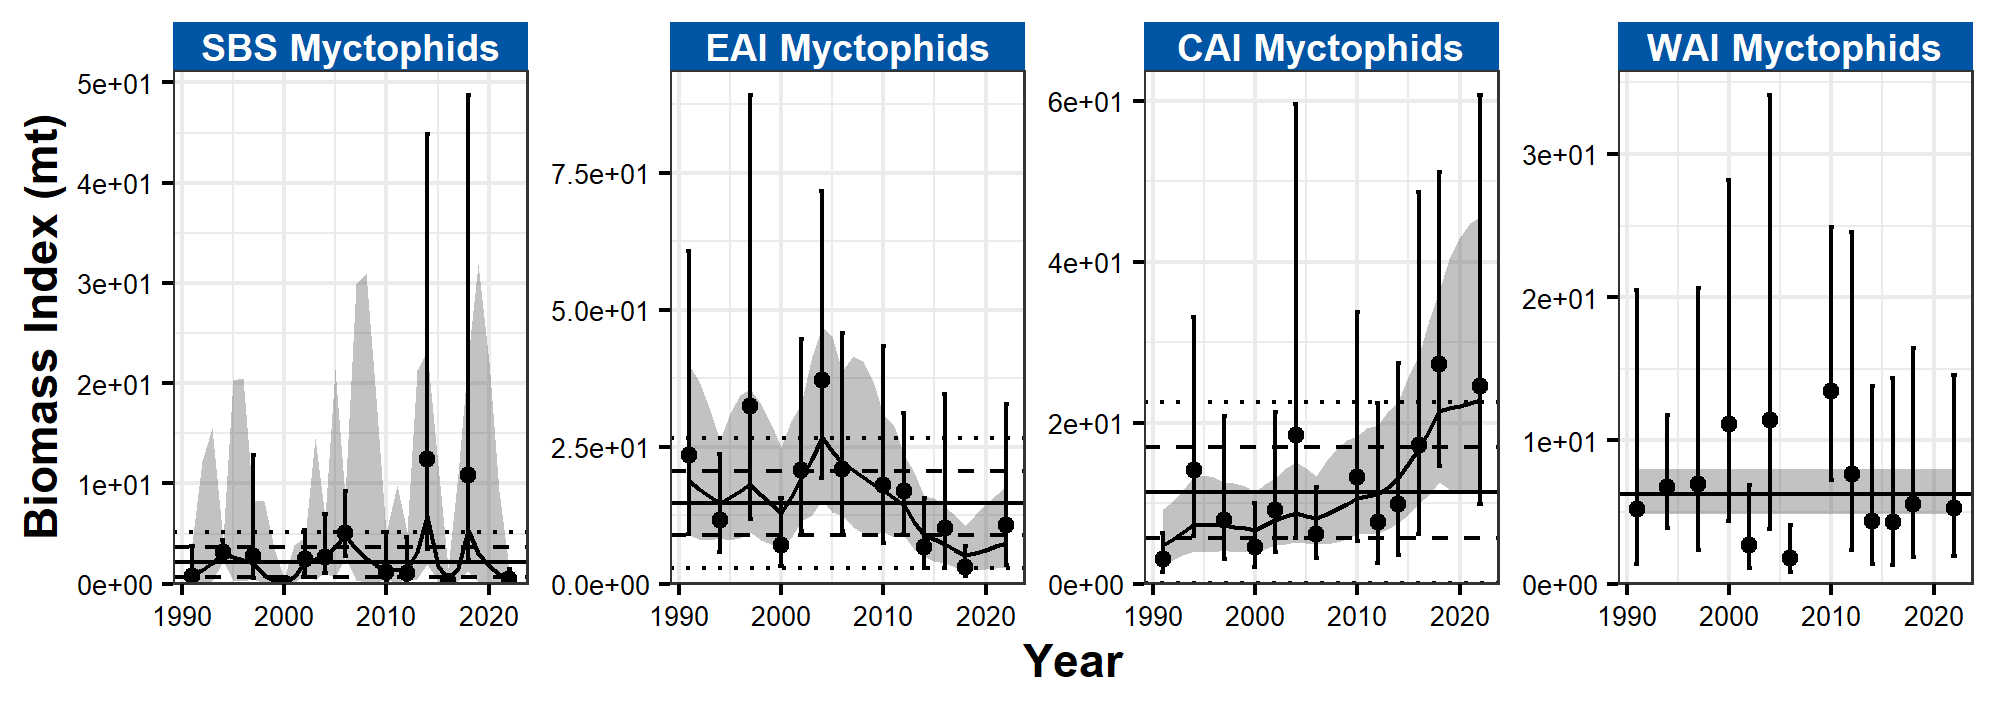 SBS Myctophids
EAI Myctophids
CAI Myctophids
WAI Myctophids
Biomass Index (mt)
5e+01
4e+01
3e+01
2e+01
1e+01
0e+00
1990 2000 2010 2020
7.5e+01
5.0e+01
2.5e+01
0.0e+00
1990 2000 2010 2020
6e+01
4e+01
2e+01
0e+00
1990 2000 2010 2020
3e+01
2e+01
1e+01
0e+00
1990 2000 2010 2020
Year